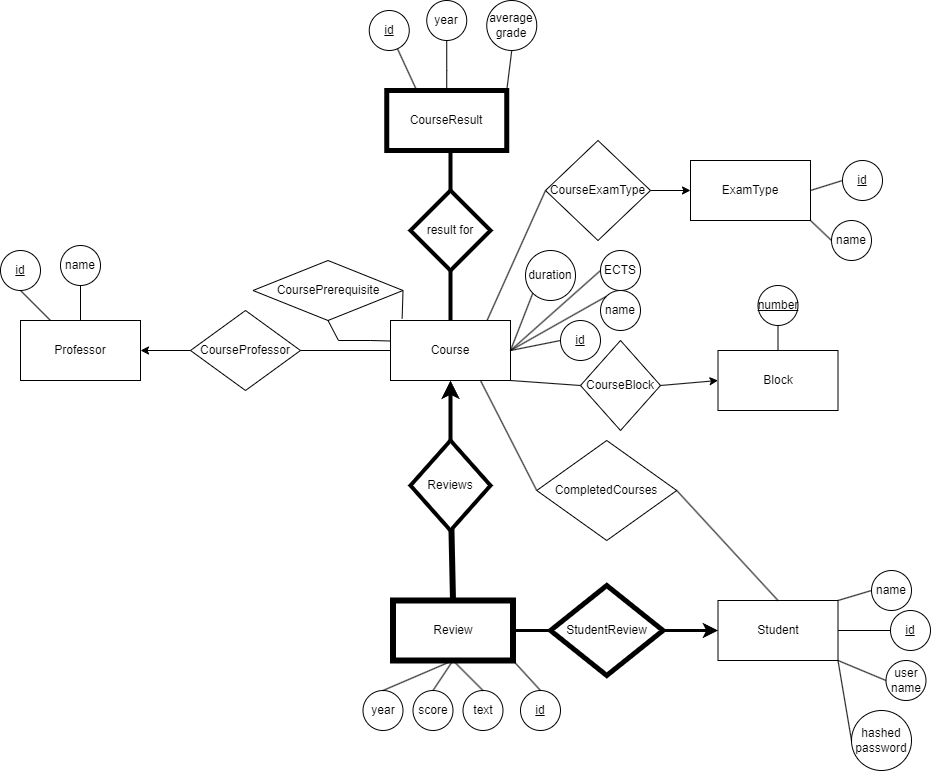 id
year
average
grade
CourseResult
CourseExamType
ExamType
id
name
result for
id
name
CoursePrerequisite
duration
ECTS
name
id
number
Professor
CourseProfessor
Course
CourseBlock
Block
Reviews
CompletedCourses
Review
StudentReview
Student
name
id
user
name
hashed
password
year
score
text
id